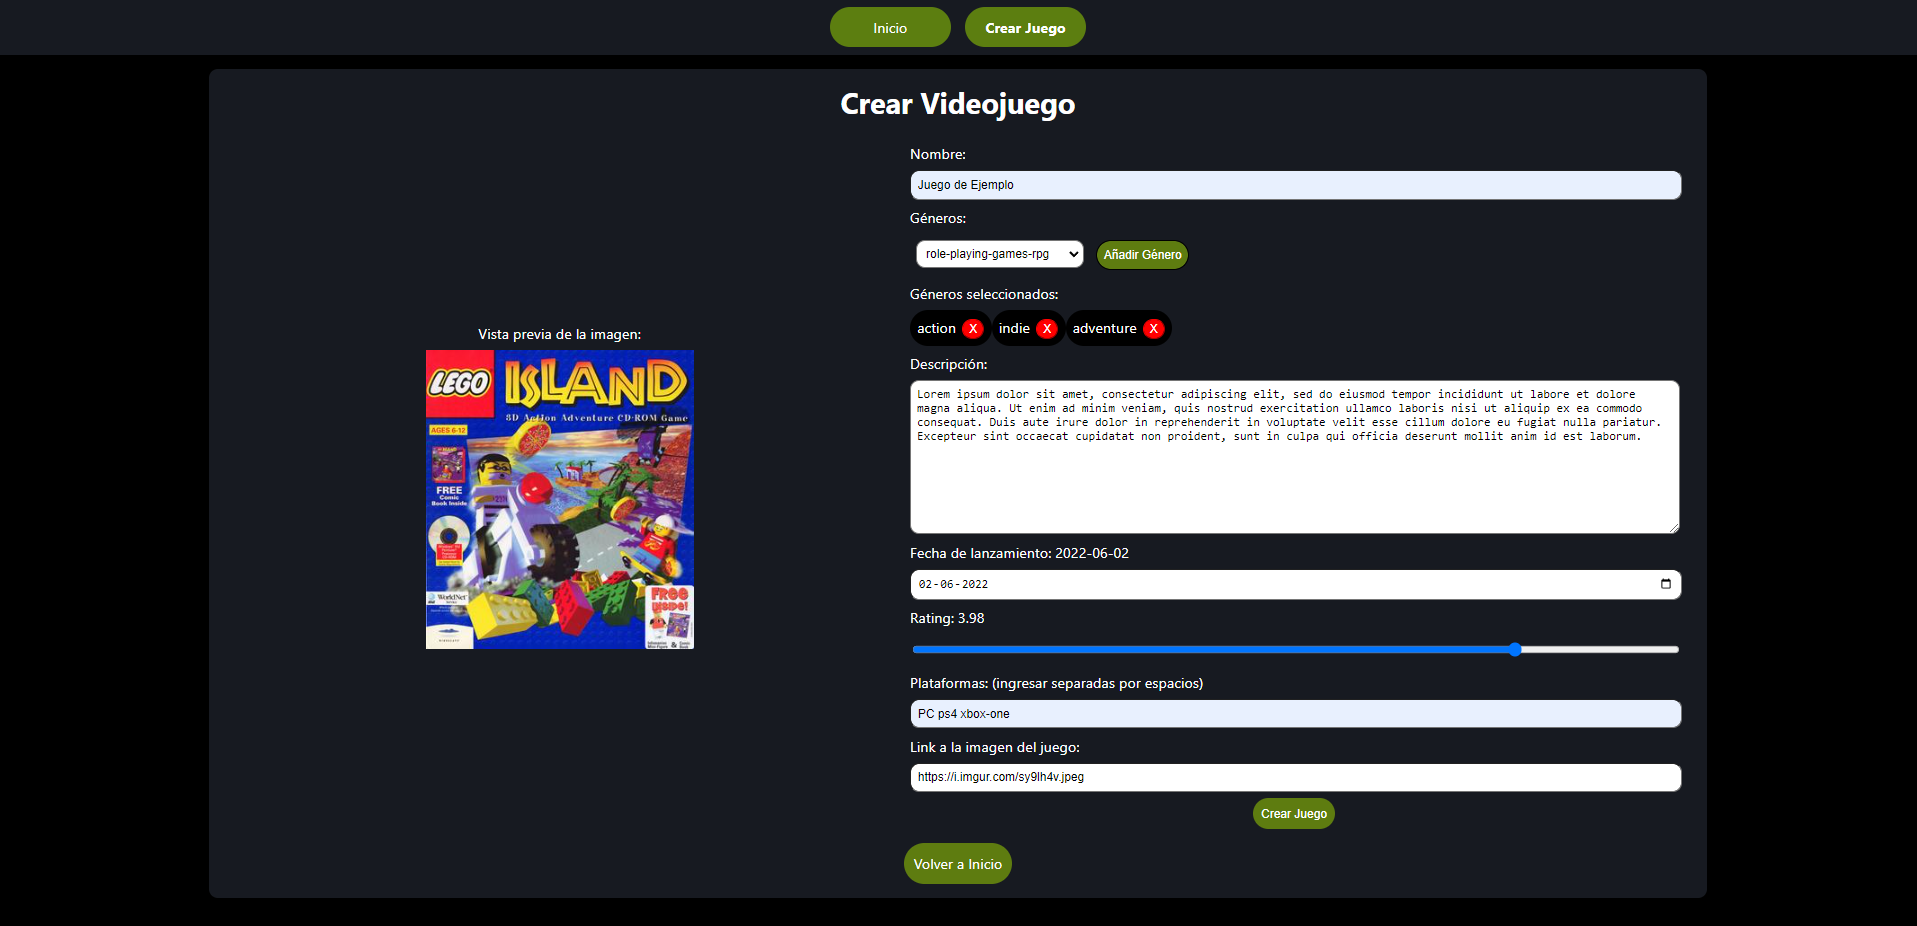 Inicio
Crear Juego
Crear Videojuego
Vista previa de la imagen:
LEGO
ISLAND
3D Action Adventure CD-ROM Game
AGES 6-12
FREE
Comic
Book Inside
WorldNet
FREE
INSIDE!
Nombre:
Juego de Ejemplo
Géneros:
role-playing-games-rpg
Añadir Género
Géneros seleccionados:
action X indie X adventure X
Descripción:
Lorem ipsum dolor sit amet, consectetur adipiscing elit, sed do eiusmod tempor incididunt ut labore et dolore
magna aliqua. Ut enim ad minim veniam, quis nostrud exercitation ullamco laboris nisi ut aliquip ex ea commodo
consequat. Duis aute irure dolor in reprehenderit in voluptate velit esse cillum dolore eu fugiat nulla pariatur.
Excepteur sint occaecat cupidatat non proident, sunt in culpa qui officia deserunt mollit anim id est laborum.
Fecha de lanzamiento: 2022-06-02
02-06-2022
Rating: 3.98
Plataformas: (ingresar separadas por espacios)
PC ps4 xbox-one
Link a la imagen del juego:
https://i.imgur.com/sy9lh4v.jpeg
Crear Juego
Volver a Inicio